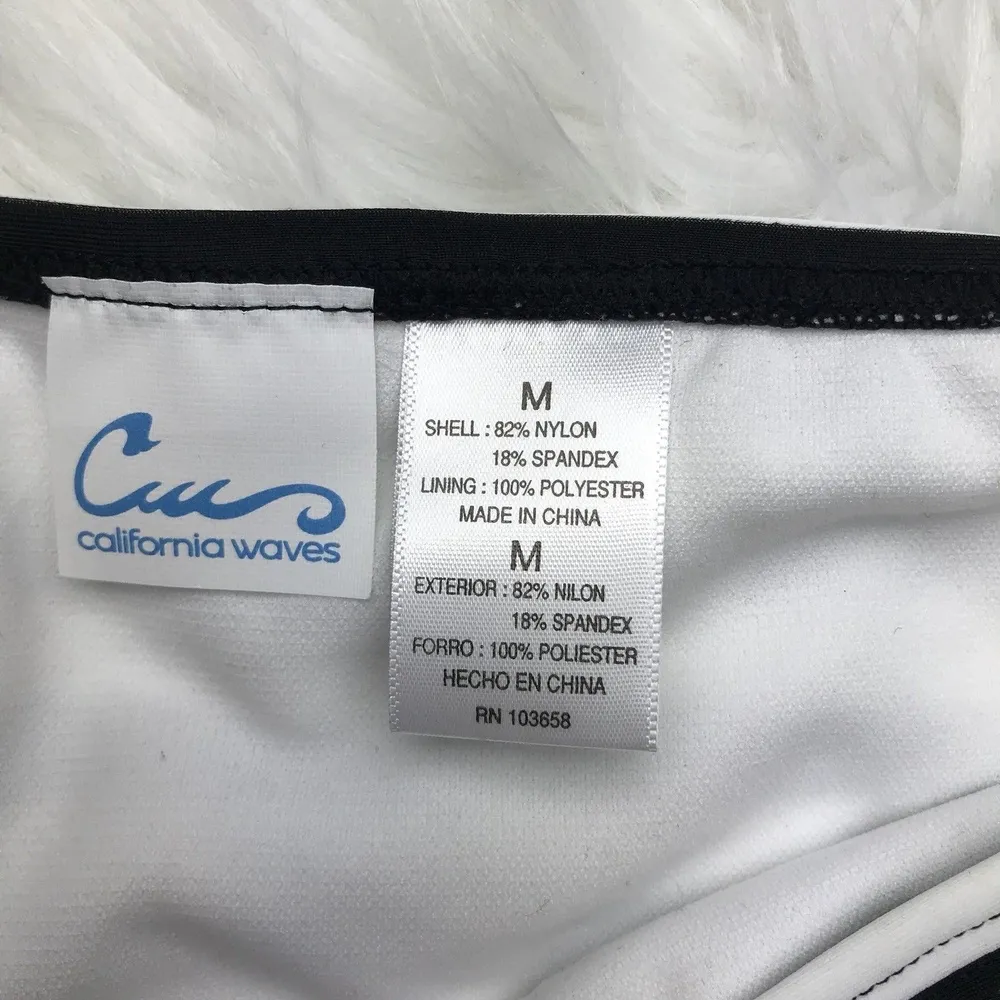 california waves
M
SHELL : 82% NYLON
18% SPANDEX
LINING : 100% POLYESTER
MADE IN CHINA
M
EXTERIOR : 82% NILON
18% SPANDEX
FORRO : 100% POLIESTER
HECHO EN CHINA
RN 103658